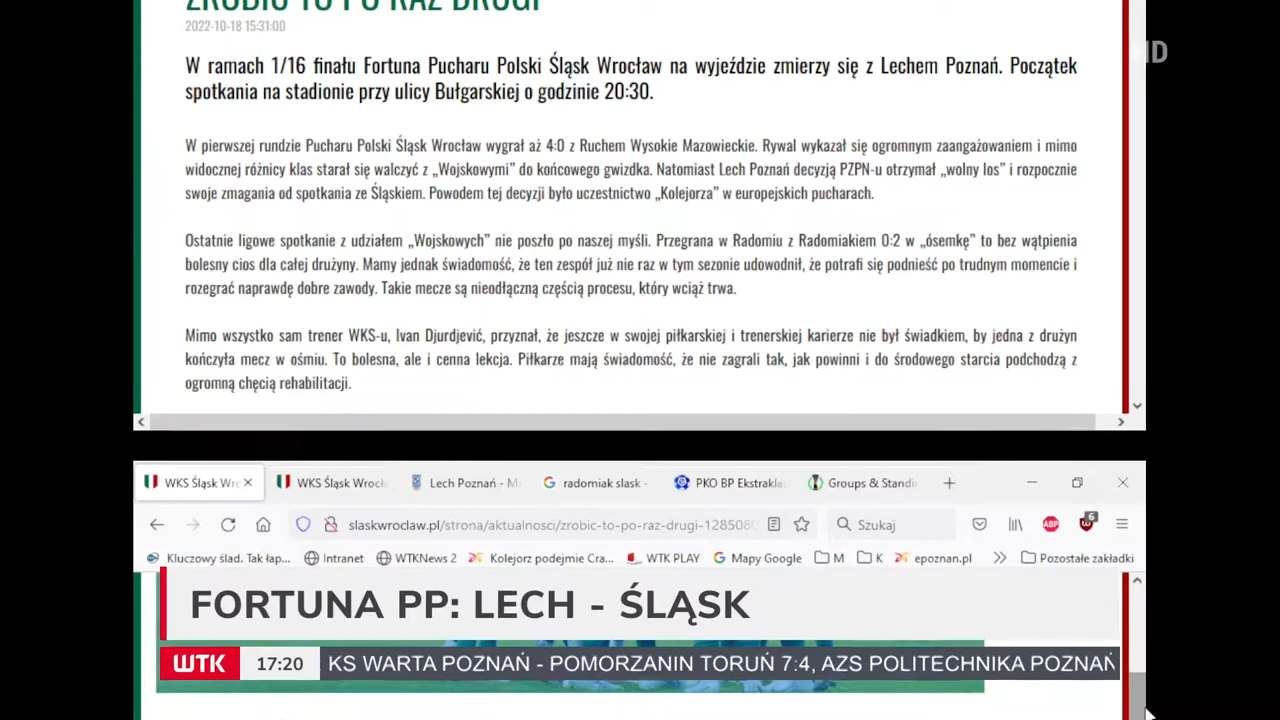 ZROBIĆ TO PO RAZ DRUGI
2022-10-18 15:31:00
HD
W ramach 1/16 finału Fortuna Pucharu Polski Śląsk Wrocław na wyjeździe zmierzy się z Lechem Poznań. Początek
spotkania na stadionie przy ulicy Bułgarskiej o godzinie 20:30.
W pierwszej rundzie Pucharu Polski Śląsk Wrocław wygrał aż 4:0 z Ruchem Wysokie Mazowieckie. Rywal wykazał się ogromnym zaangażowaniem i mimo
widocznej różnicy klas starał się walczyć z „Wojskowymi” do końcowego gwizdka. Natomiast Lech Poznań decyzją PZPN-u otrzymał „wolny los” i rozpocznie
swoje zmagania od spotkania ze Śląskiem. Powodem tej decyzji było uczestnictwo „Kolejorza” w europejskich pucharach.
Ostatnie ligowe spotkanie z udziałem „Wojskowych” nie poszło po naszej myśli. Przegrana w Radomiu z Radomiakiem 0:2 w „ósemkę” to bez wątpienia
bolesny cios dla całej drużyny. Mamy jednak świadomość, że ten zespół już nie raz w tym sezonie udowodnił, że potrafi się podnieść po trudnym momencie i
rozegrać naprawdę dobre zawody. Takie mecze są nieodłączną częścią procesu, który wciąż trwa.
Mimo wszystko sam trener WKS-u, Ivan Djurdjević, przyznał, że jeszcze w swojej piłkarskiej i trenerskiej karierze nie był świadkiem, by jedna z drużyn
kończyła mecz w ośmiu. To bolesna, ale i cenna lekcja. Piłkarze mają świadomość, że nie zagrali tak, jak powinni i do środowego starcia podchodzą z
ogromną chęcią rehabilitacji.
WKS Śląsk Wro WKS Śląsk Wrocł Lech Poznań - M radomiak slask - PKO BP Ekstrakla Groups & Standi
slaskwroclaw.pl/strona/aktualnosci/zrobic-to-po-raz-drugi-1285080 Szukaj ABP 6
Kluczowy ślad. Tak łap... Intranet WTKNews 2 Kolejorz podejmie Cra... WTK PLAY Mapy Google M K epoznan.pl Pozostałe zakładki
FORTUNA PP: LECH - ŚLĄSK
WTK 17:20 KS WARTA POZNAŃ - POMORZANIN TORUŃ 7:4, AZS POLITECHNIKA POZNAŃ